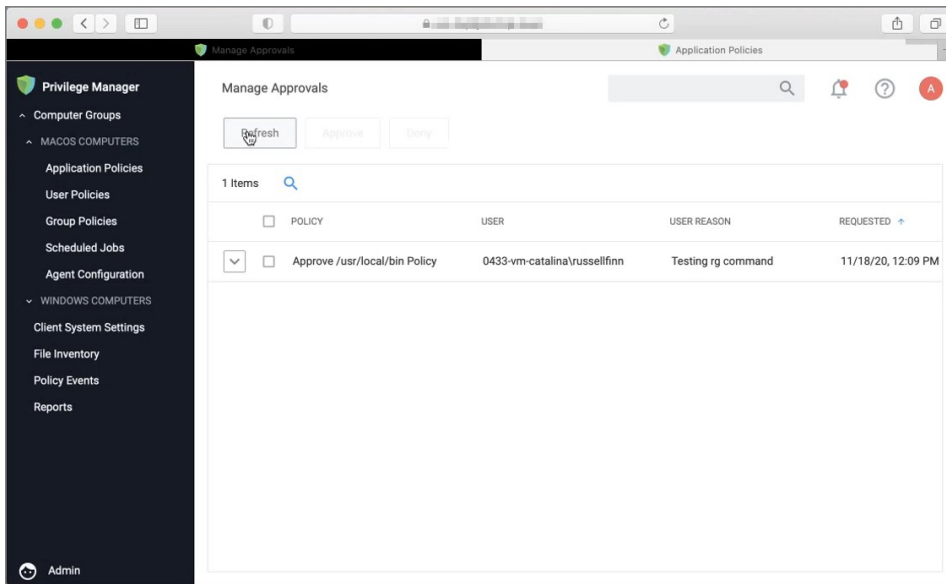 Manage Approvals
Application Policies
Privilege Manager
Computer Groups
MACOS COMPUTERS
Application Policies
User Policies
Group Policies
Scheduled Jobs
Agent Configuration
WINDOWS COMPUTERS
Client System Settings
File Inventory
Policy Events
Reports
Admin
Manage Approvals
A
Refresh
Approve
Deny
1 Items
POLICY USER USER REASON REQUESTED
Approve /usr/local/bin Policy 0433-vm-catalina\russellfinn Testing rg command 11/18/20, 12:09 PM